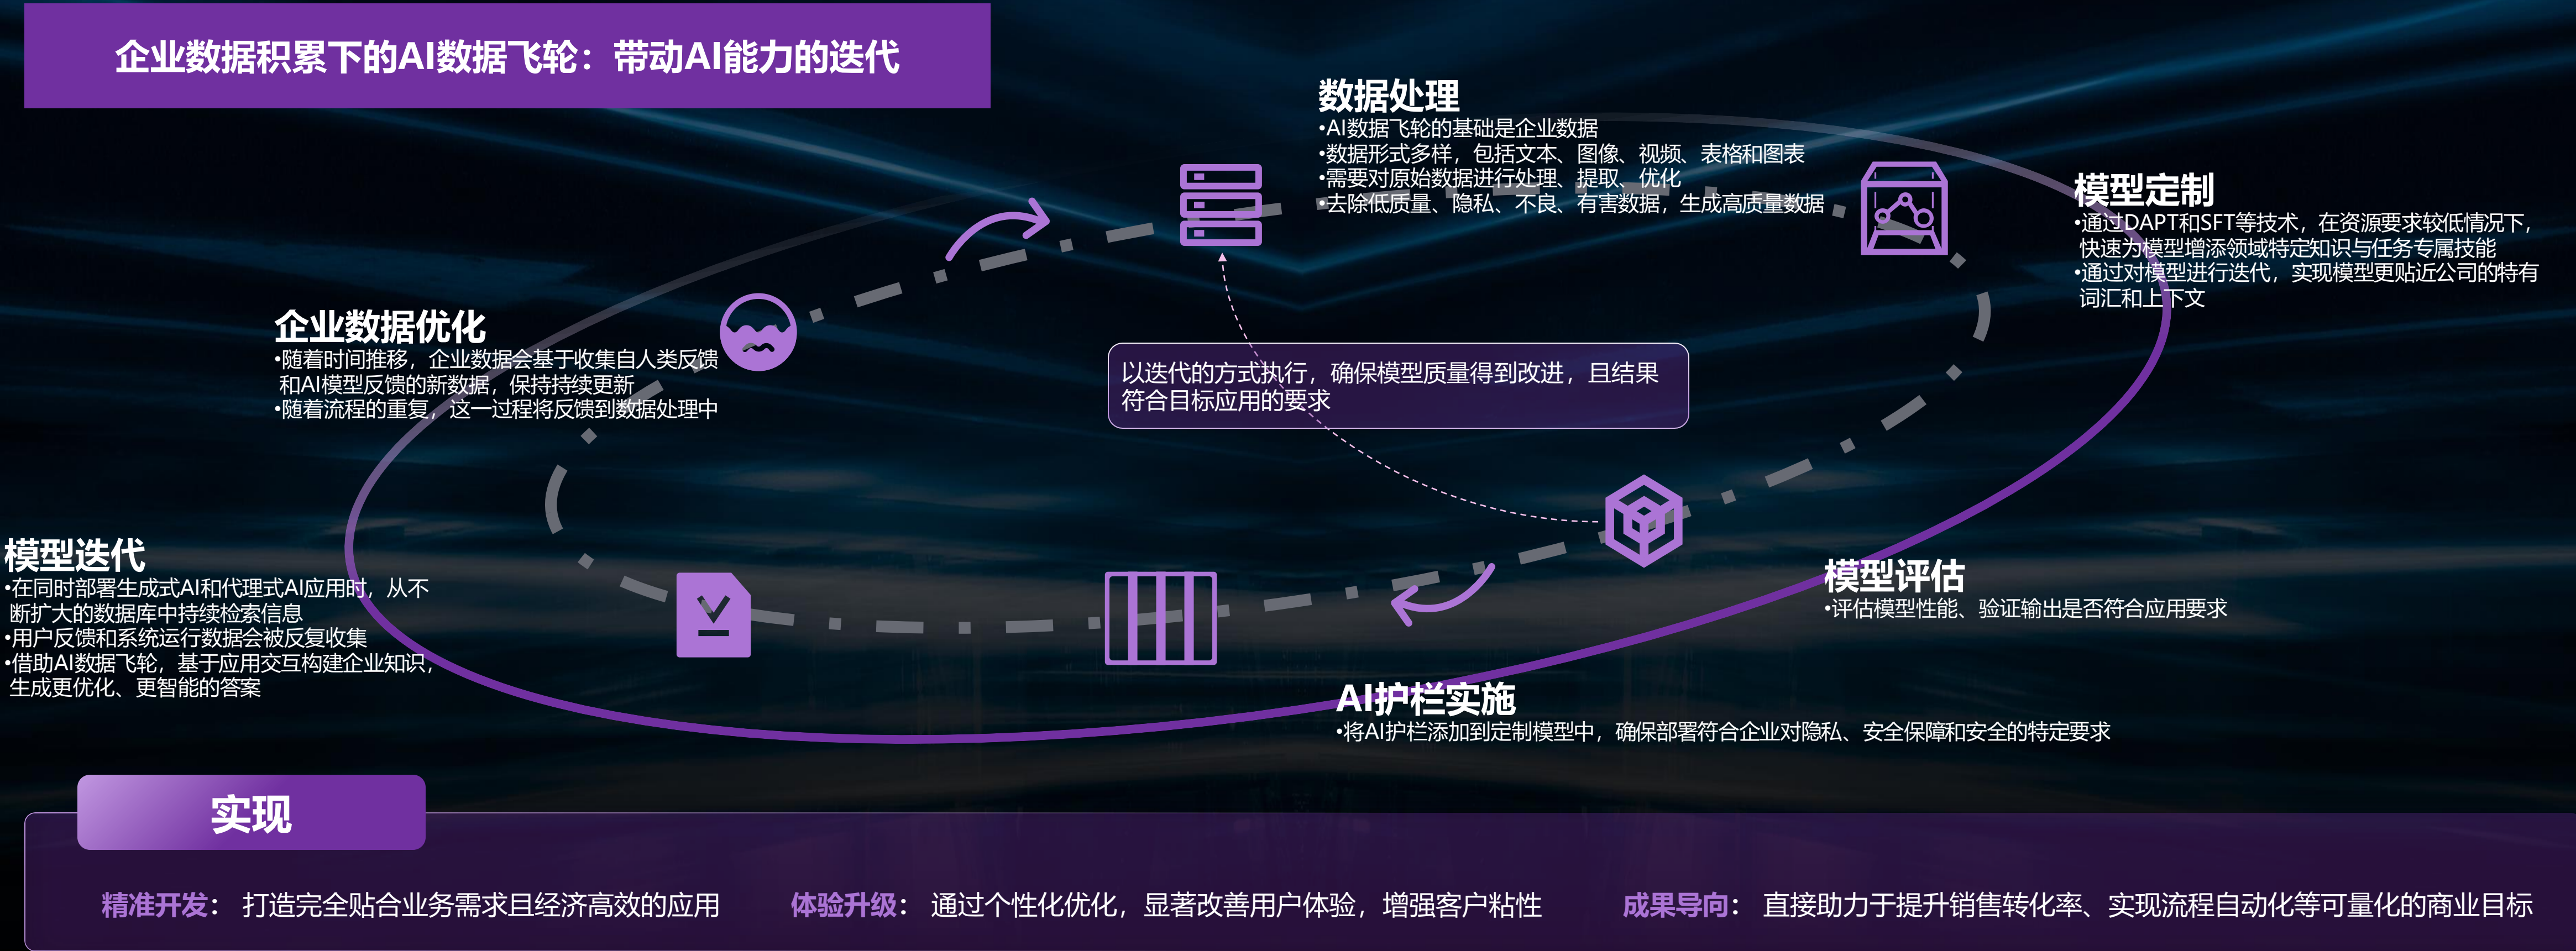 企业数据积累下的AI数据飞轮：带动AI能力的迭代
数据处理
•AI数据飞轮的基础是企业数据
•数据形式多样，包括文本、图像、视频、表格和图表
•需要对原始数据进行处理、提取、优化
•去除低质量、隐私、不良、有害数据，生成高质量数据
模型定制
•通过DAPT和SFT等技术，在资源要求较低情况下，
快速为模型增添领域特定知识与任务专属技能
•通过对模型进行迭代，实现模型更贴近公司的特有
词汇和上下文
企业数据优化
•随着时间推移，企业数据会基于收集自人类反馈
和AI模型反馈的新数据，保持持续更新
•随着流程的重复，这一过程将反馈到数据处理中
以迭代的方式执行，确保模型质量得到改进，且结果
符合目标应用的要求
模型迭代
•在同时部署生成式AI和代理式AI应用时，从不
断扩大的数据库中持续检索信息
•用户反馈和系统运行数据会被反复收集
•借助AI数据飞轮，基于应用交互构建企业知识，
生成更优化、更智能的答案
模型评估
•评估模型性能、验证输出是否符合应用要求
AI护栏实施
•将AI护栏添加到定制模型中，确保部署符合企业对隐私、安全保障和安全的特定要求
实现
精准开发： 打造完全贴合业务需求且经济高效的应用
体验升级： 通过个性化优化，显著改善用户体验，增强客户粘性
成果导向： 直接助力于提升销售转化率、实现流程自动化等可量化的商业目标